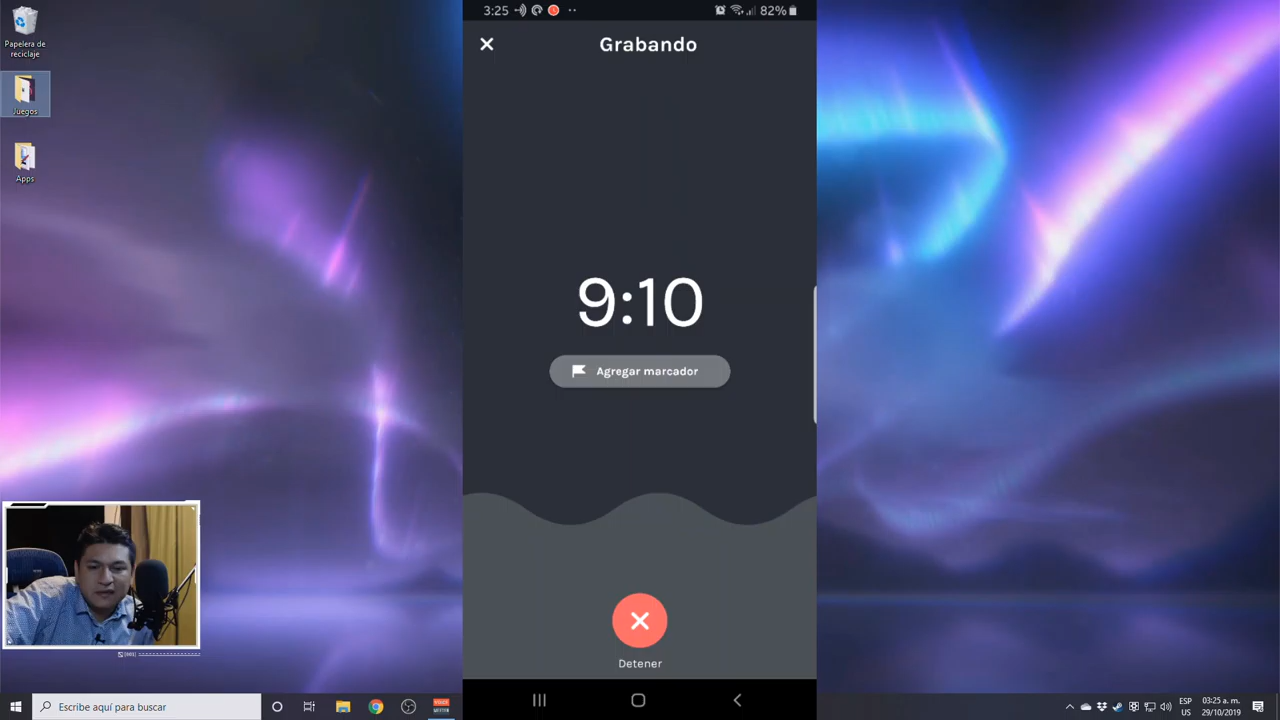 Papelera de
reciclaje
Juegos
Apps
3:25
82%
Grabando
9:10
Agregar marcador
Detener
Escribe aquí para buscar
ESP
US
03:25 a. m.
29/10/2019